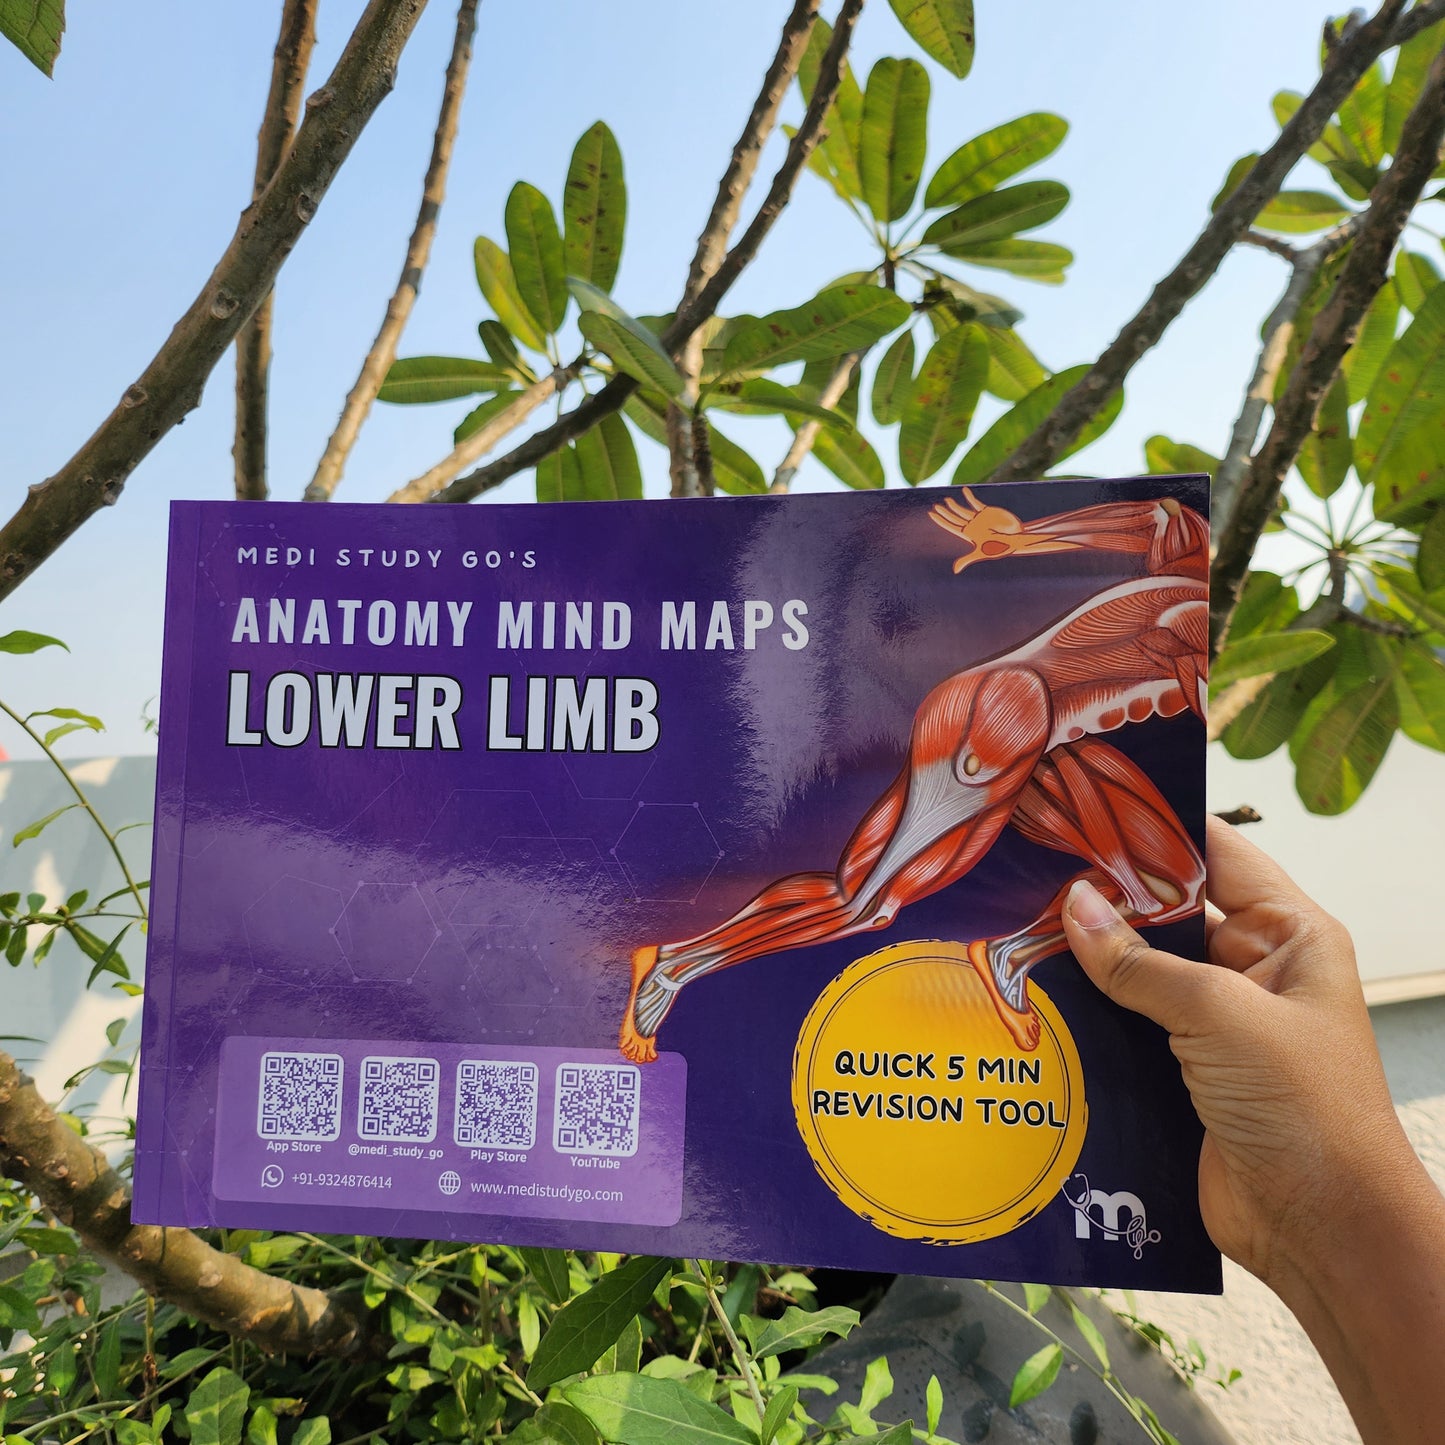 MEDI STUDY GO'S
ANATOMY MIND MAPS
LOWER LIMB
QUICK 5 MIN
REVISION TOOL
App Store
@medi_study_go
Play Store
YouTube
+91-9324876414
www.medistudygo.com
m go